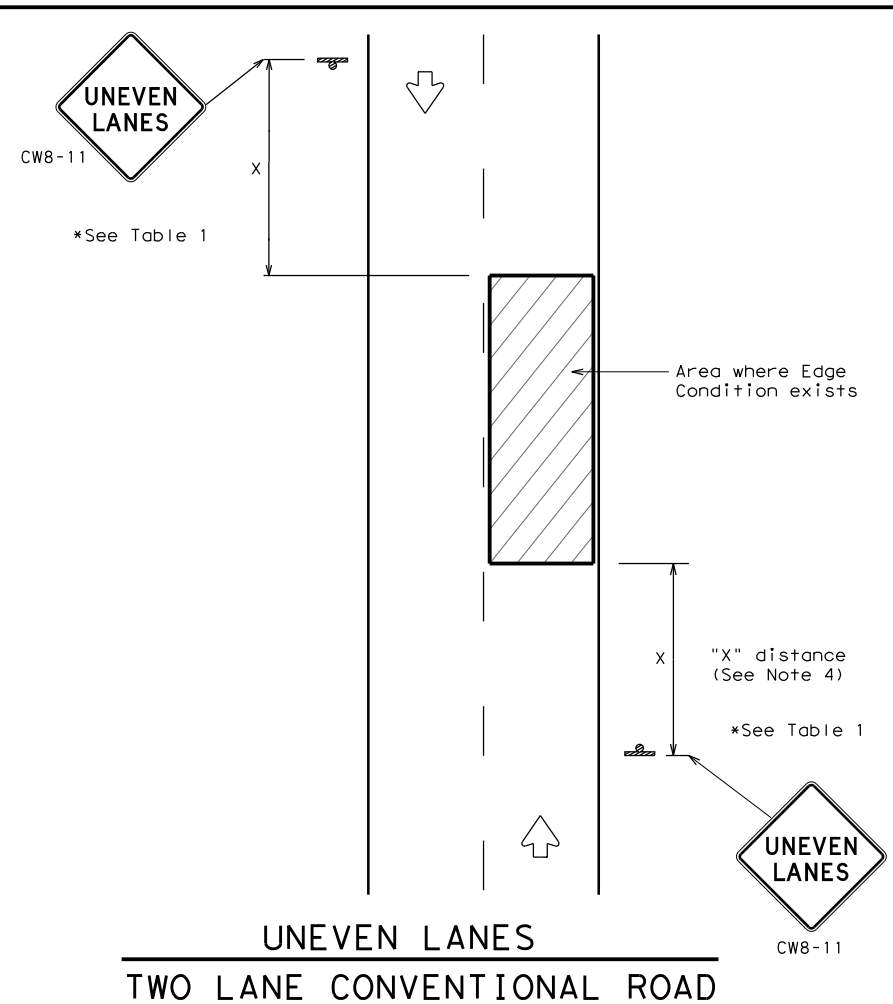 UNEVEN
LANES
CW8-11
X
*See Table 1
Area where Edge
Condition exists
X
"X" distance
(See Note 4)
*See Table 1
UNEVEN
LANES
CW8-11
UNEVEN LANES
TWO LANE CONVENTIONAL ROAD